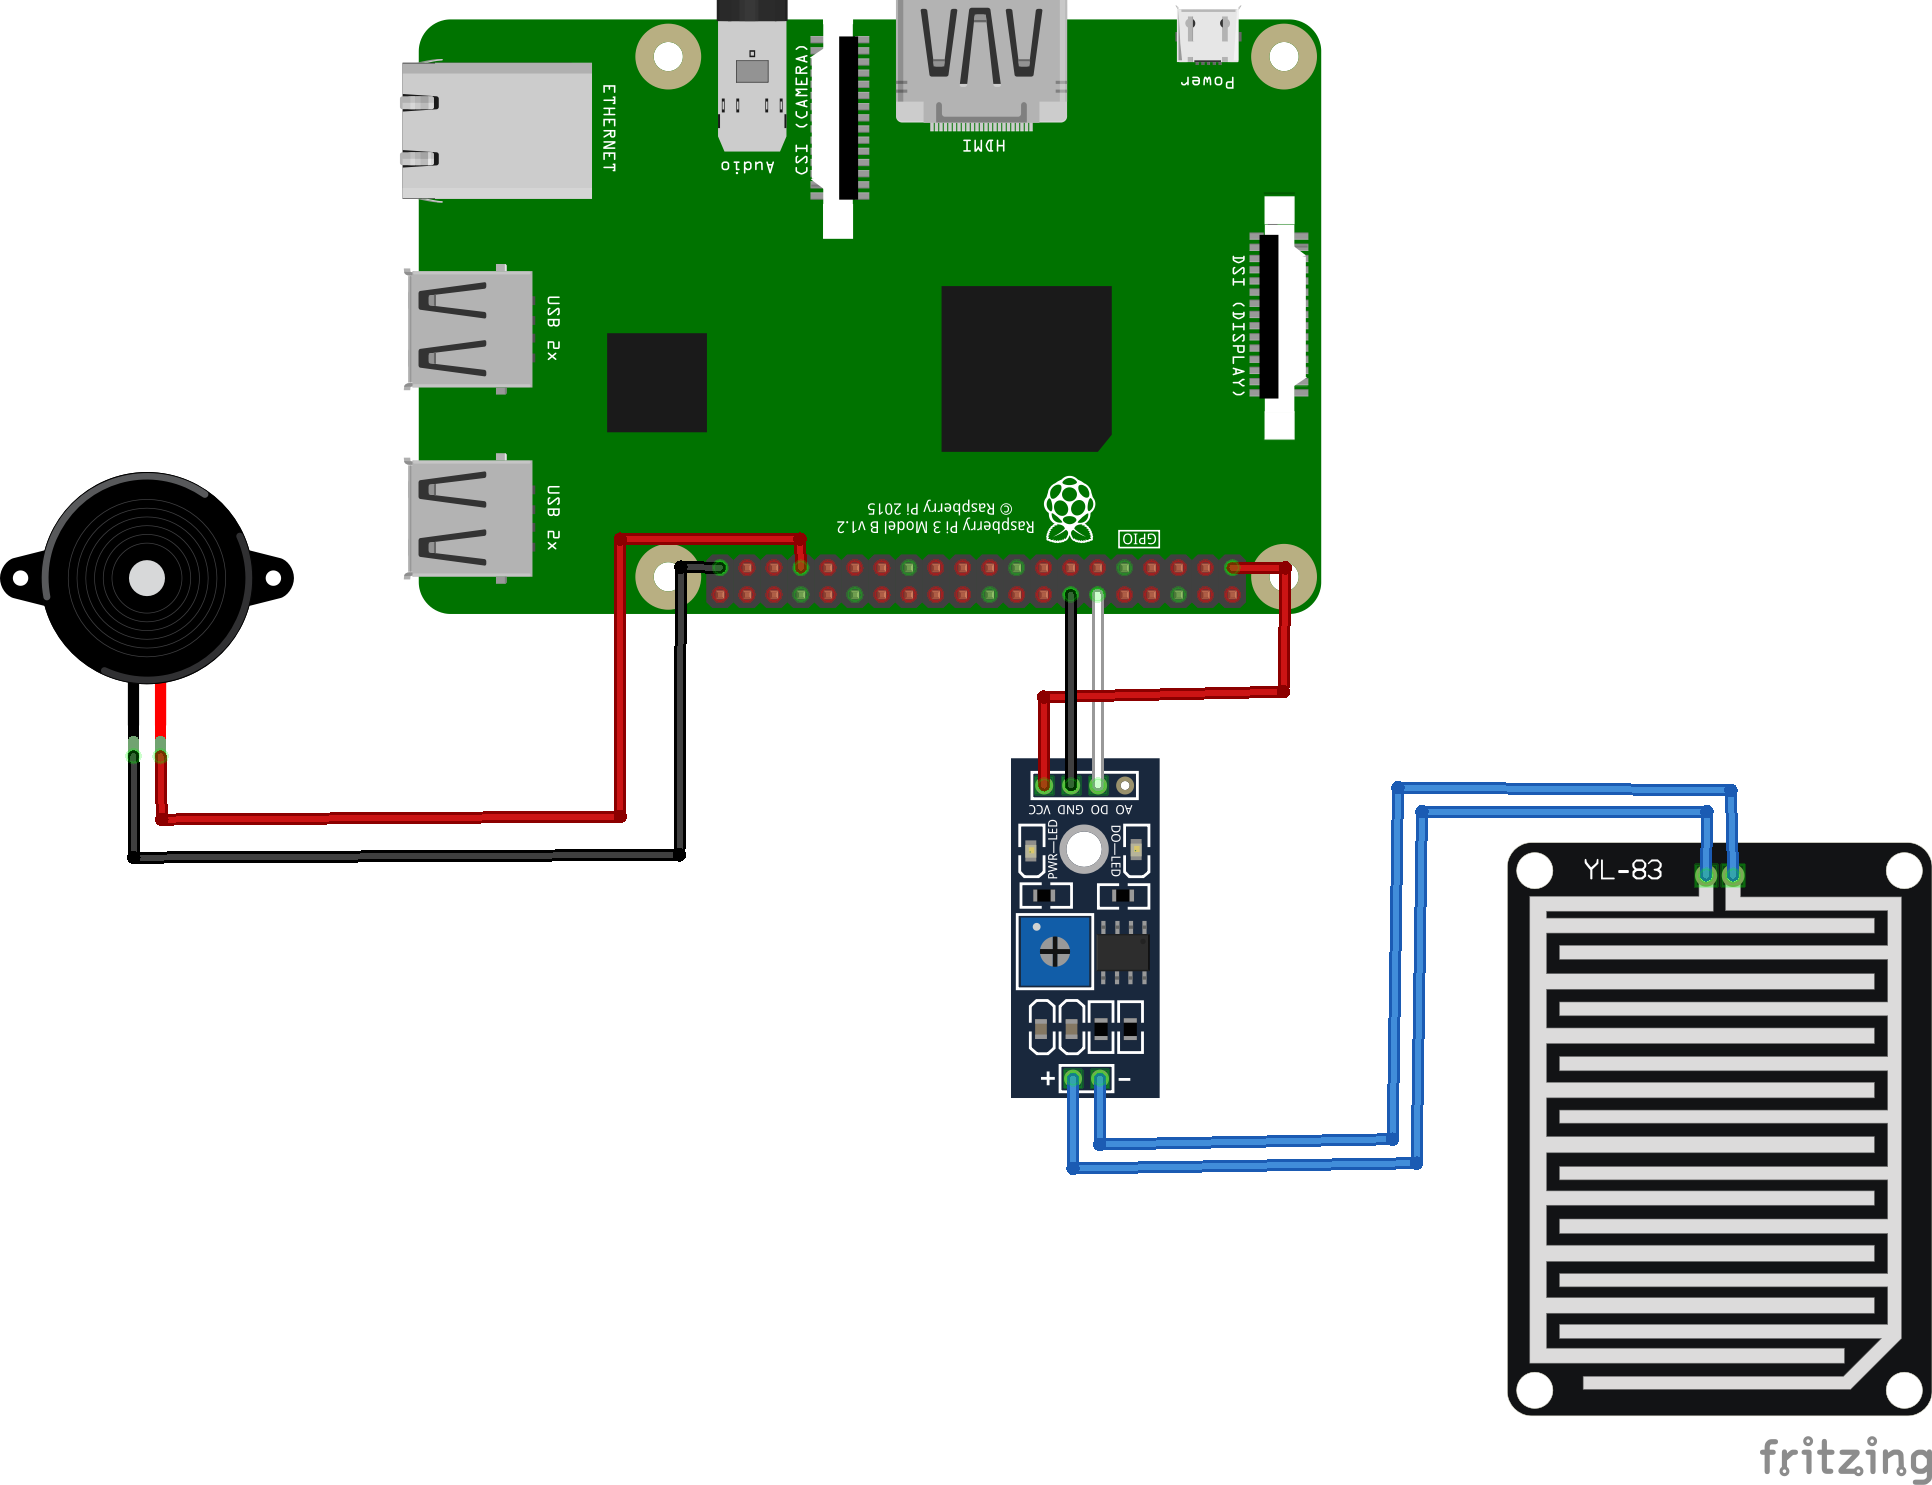 Power
ETHERNET
CSI (CAMERA)
HDMI
Audio
DSI (DISPLAY)
USB 2x
USB 2x
Raspberry Pi 3 Model B v1.2
© Raspberry Pi 2015
GPIO
VCC GND DO AO
PWR—LED
DO—LED
+ −
YL-83
fritzing